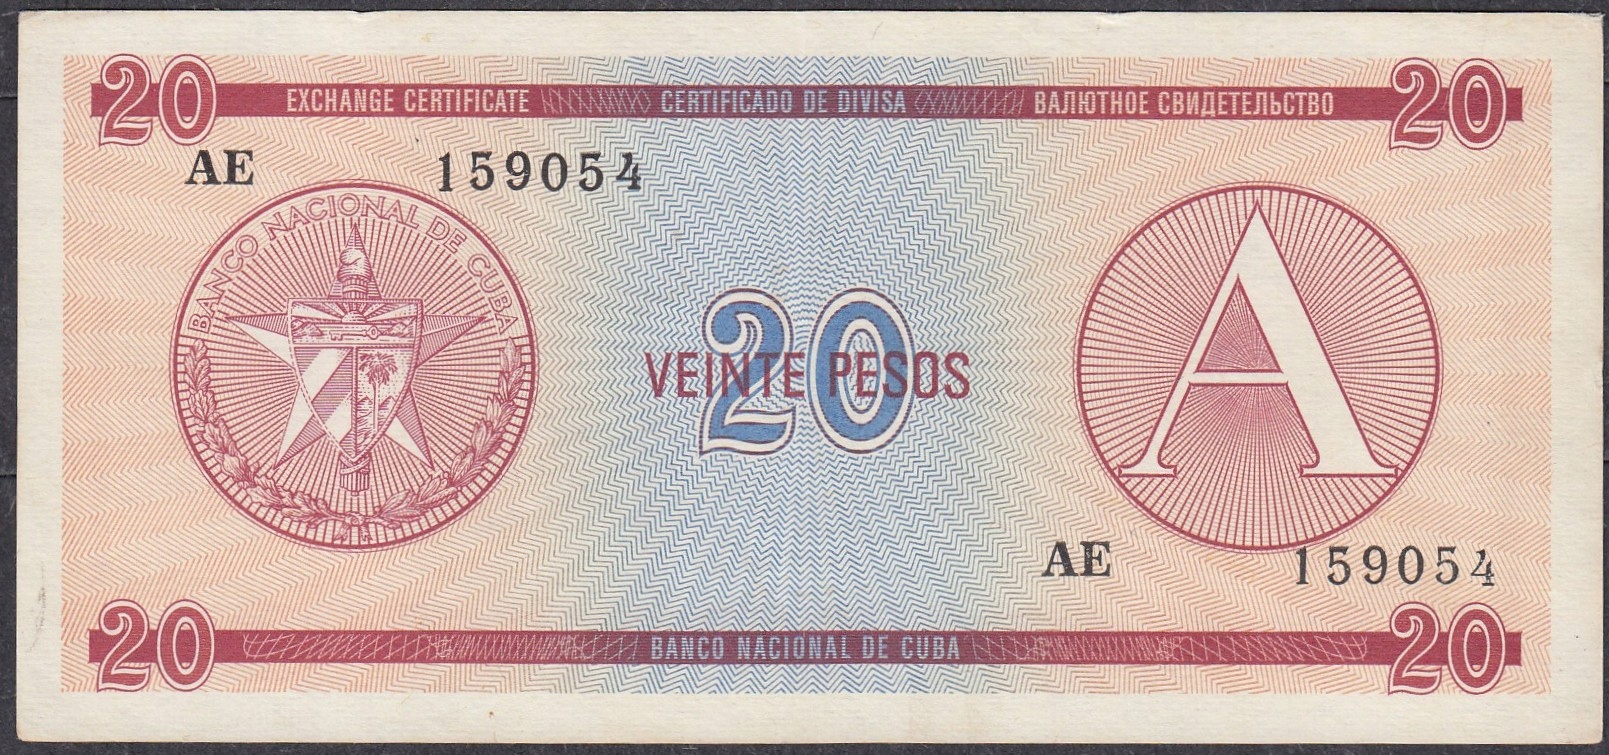 20 EXCHANGE CERTIFICATE CERTIFICADO DE DIVISA ВАЛЮТНОЕ СВИДЕТЕЛЬСТВО 20
AE 159054
BANCO NACIONAL DE CUBA
A
20
VEINTE PESOS
AE 159054
20 BANCO NACIONAL DE CUBA 20